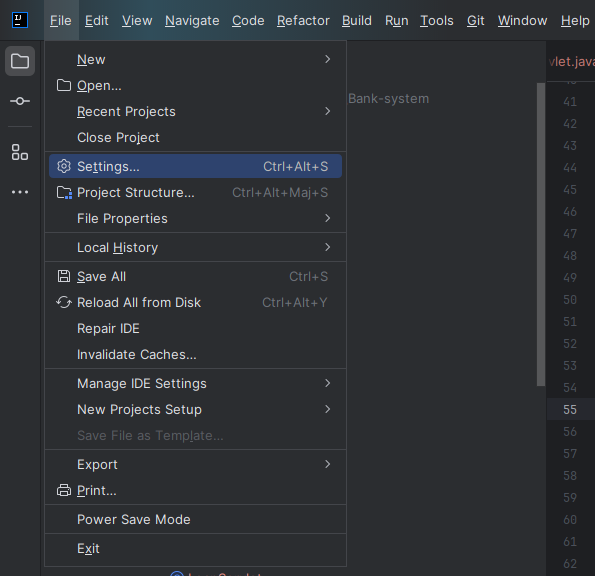 IJ
File Edit View Navigate Code Refactor Build Run Tools Git Window Help
New
Open...
Recent Projects
Close Project
Settings... Ctrl+Alt+S
Project Structure... Ctrl+Alt+Maj+S
File Properties
Local History
Save All Ctrl+S
Reload All from Disk Ctrl+Alt+Y
Repair IDE
Invalidate Caches...
Manage IDE Settings
New Projects Setup
Save File as Template...
Export
Print...
Power Save Mode
Exit
Bank-system
vlet.java
41
42
43
44
45
46
47
48
49
50
51
52
53
54
55
56
57
58
59
60
61
62